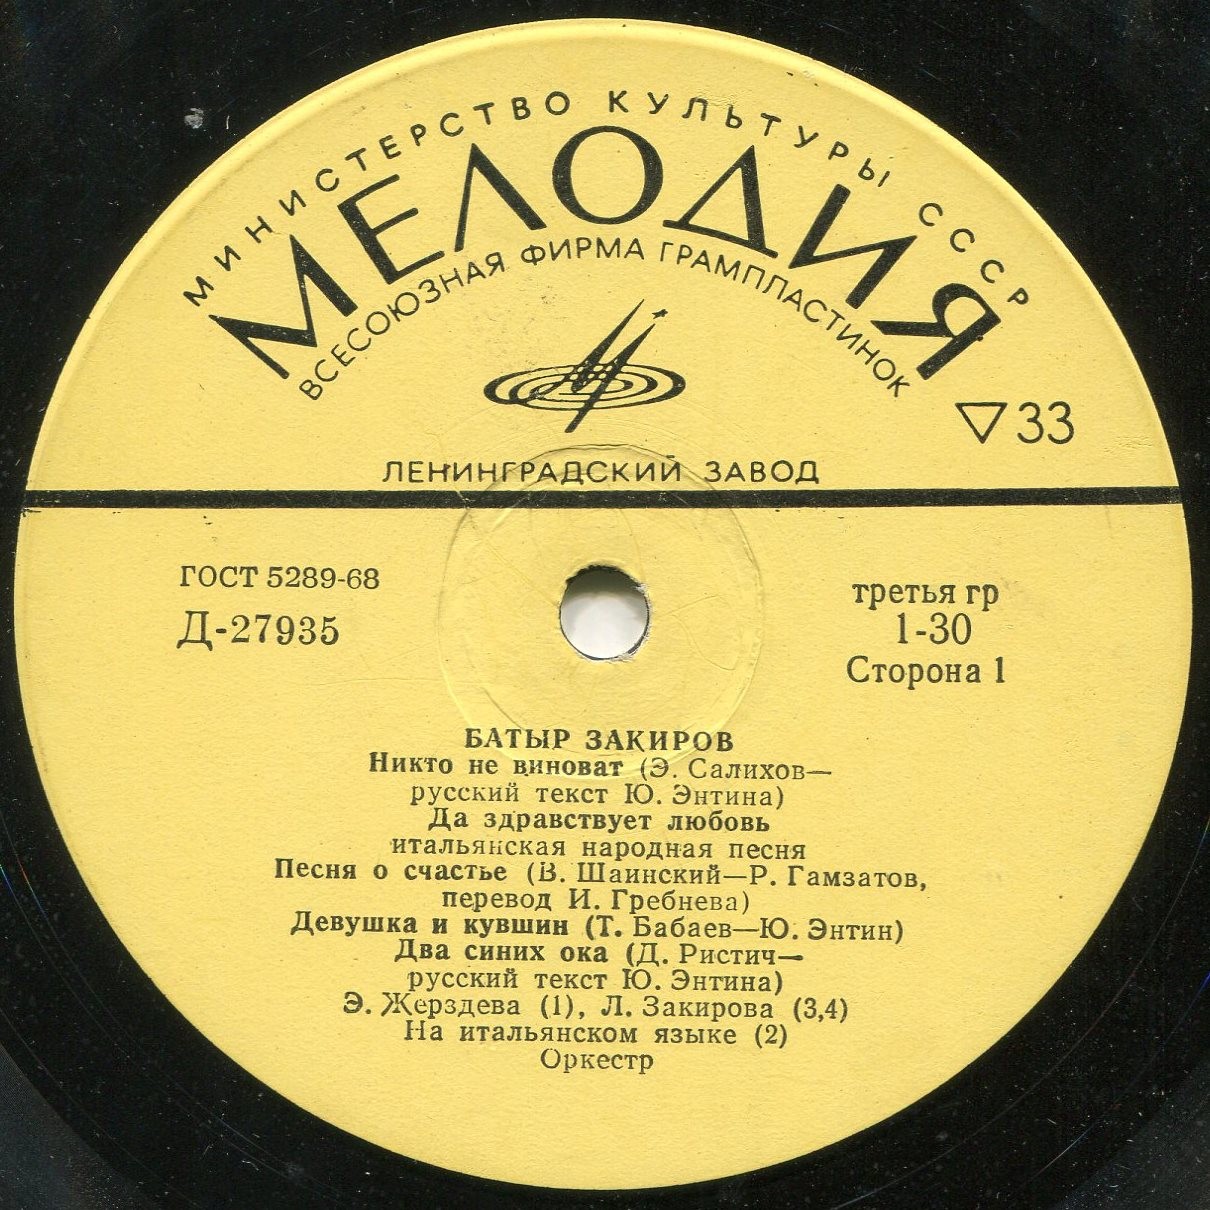 МИНИСТЕРСТВО КУЛЬТУРЫ СССР
МЕЛОДИЯ
ВСЕСОЮЗНАЯ ФИРМА ГРАМПЛАСТИНОК
33
ЛЕНИНГРАДСКИЙ ЗАВОД
ГОСТ 5289-68
Д-27935
третья гр
1-30
Сторона 1
БАТЫР ЗАКИРОВ
Никто не виноват (Э. Салихов—
русский текст Ю. Энтина)
Да здравствует любовь
итальянская народная песня
Песня о счастье (В. Шаинский—Р. Гамзатов,
перевод И. Гребнева)
Девушка и кувшин (Т. Бабаев—Ю. Энтин)
Два синих ока (Д. Ристич—
русский текст Ю. Энтина)
Э. Жерздева (1), Л. Закирова (3,4)
На итальянском языке (2)
Оркестр